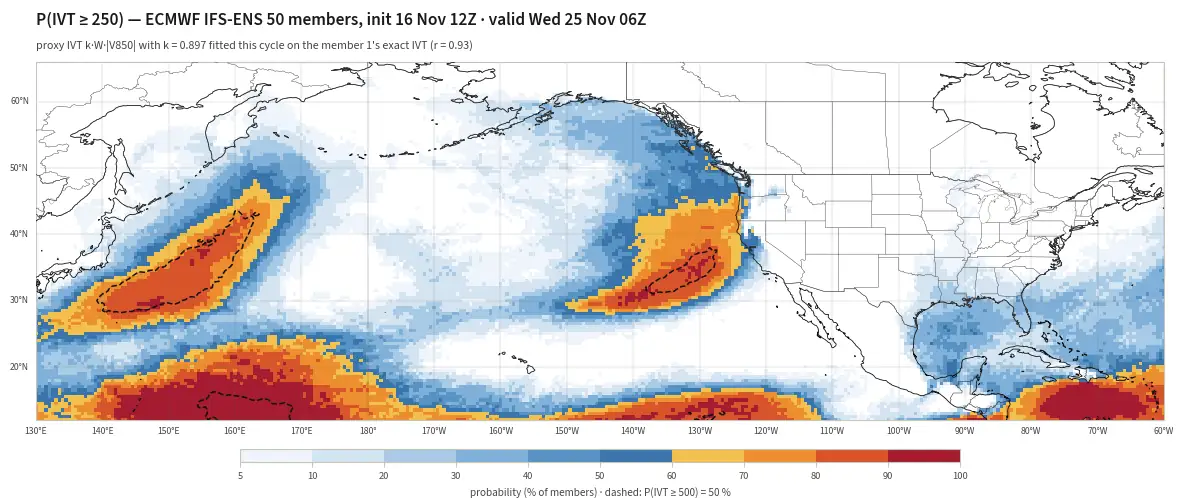 P(IVT ≥ 250) — ECMWF IFS-ENS 50 members, init 16 Nov 12Z · valid Wed 25 Nov 06Z
proxy IVT k·W·|V850| with k = 0.897 fitted this cycle on the member 1's exact IVT (r = 0.93)
60°N
50°N
40°N
30°N
20°N
130°E 140°E 150°E 160°E 170°E 180° 170°W 160°W 150°W 140°W 130°W 120°W 110°W 100°W 90°W 80°W 70°W 60°W
5 10 20 30 40 50 60 70 80 90 100
probability (% of members) · dashed: P(IVT ≥ 500) = 50 %